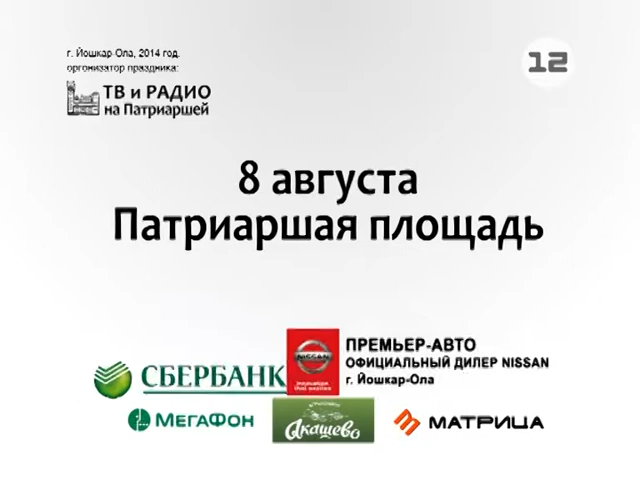 г. Йошкар-Ола, 2014 год.
оргонизатор праздника:
12
ТВ и РАДИО
на Патриаршей
8 августа
Патриаршая площадь
СБЕРБАНК
NISSAN
ПРЕМЬЕР-АВТО
ОФИЦИАЛЬНЫЙ ДИЛЕР NISSAN
г. Йошкар-Ола
МЕГАФОН
Акашево
МАТРИЦА